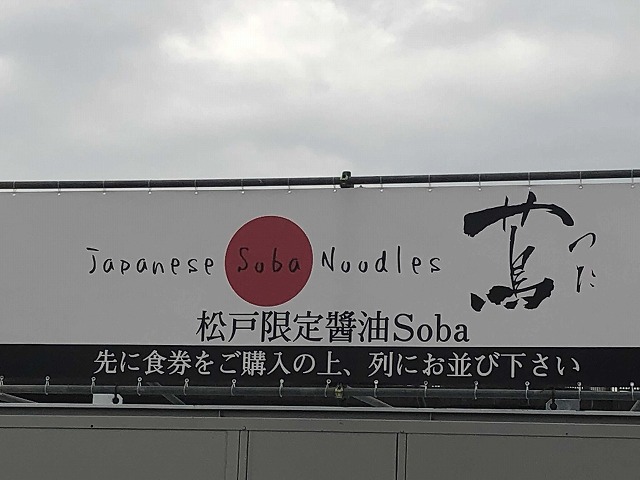 Japanese Soba Noodles 蔦 つた
松戸限定醬油Soba
先に食券をご購入の上、列にお並び下さい